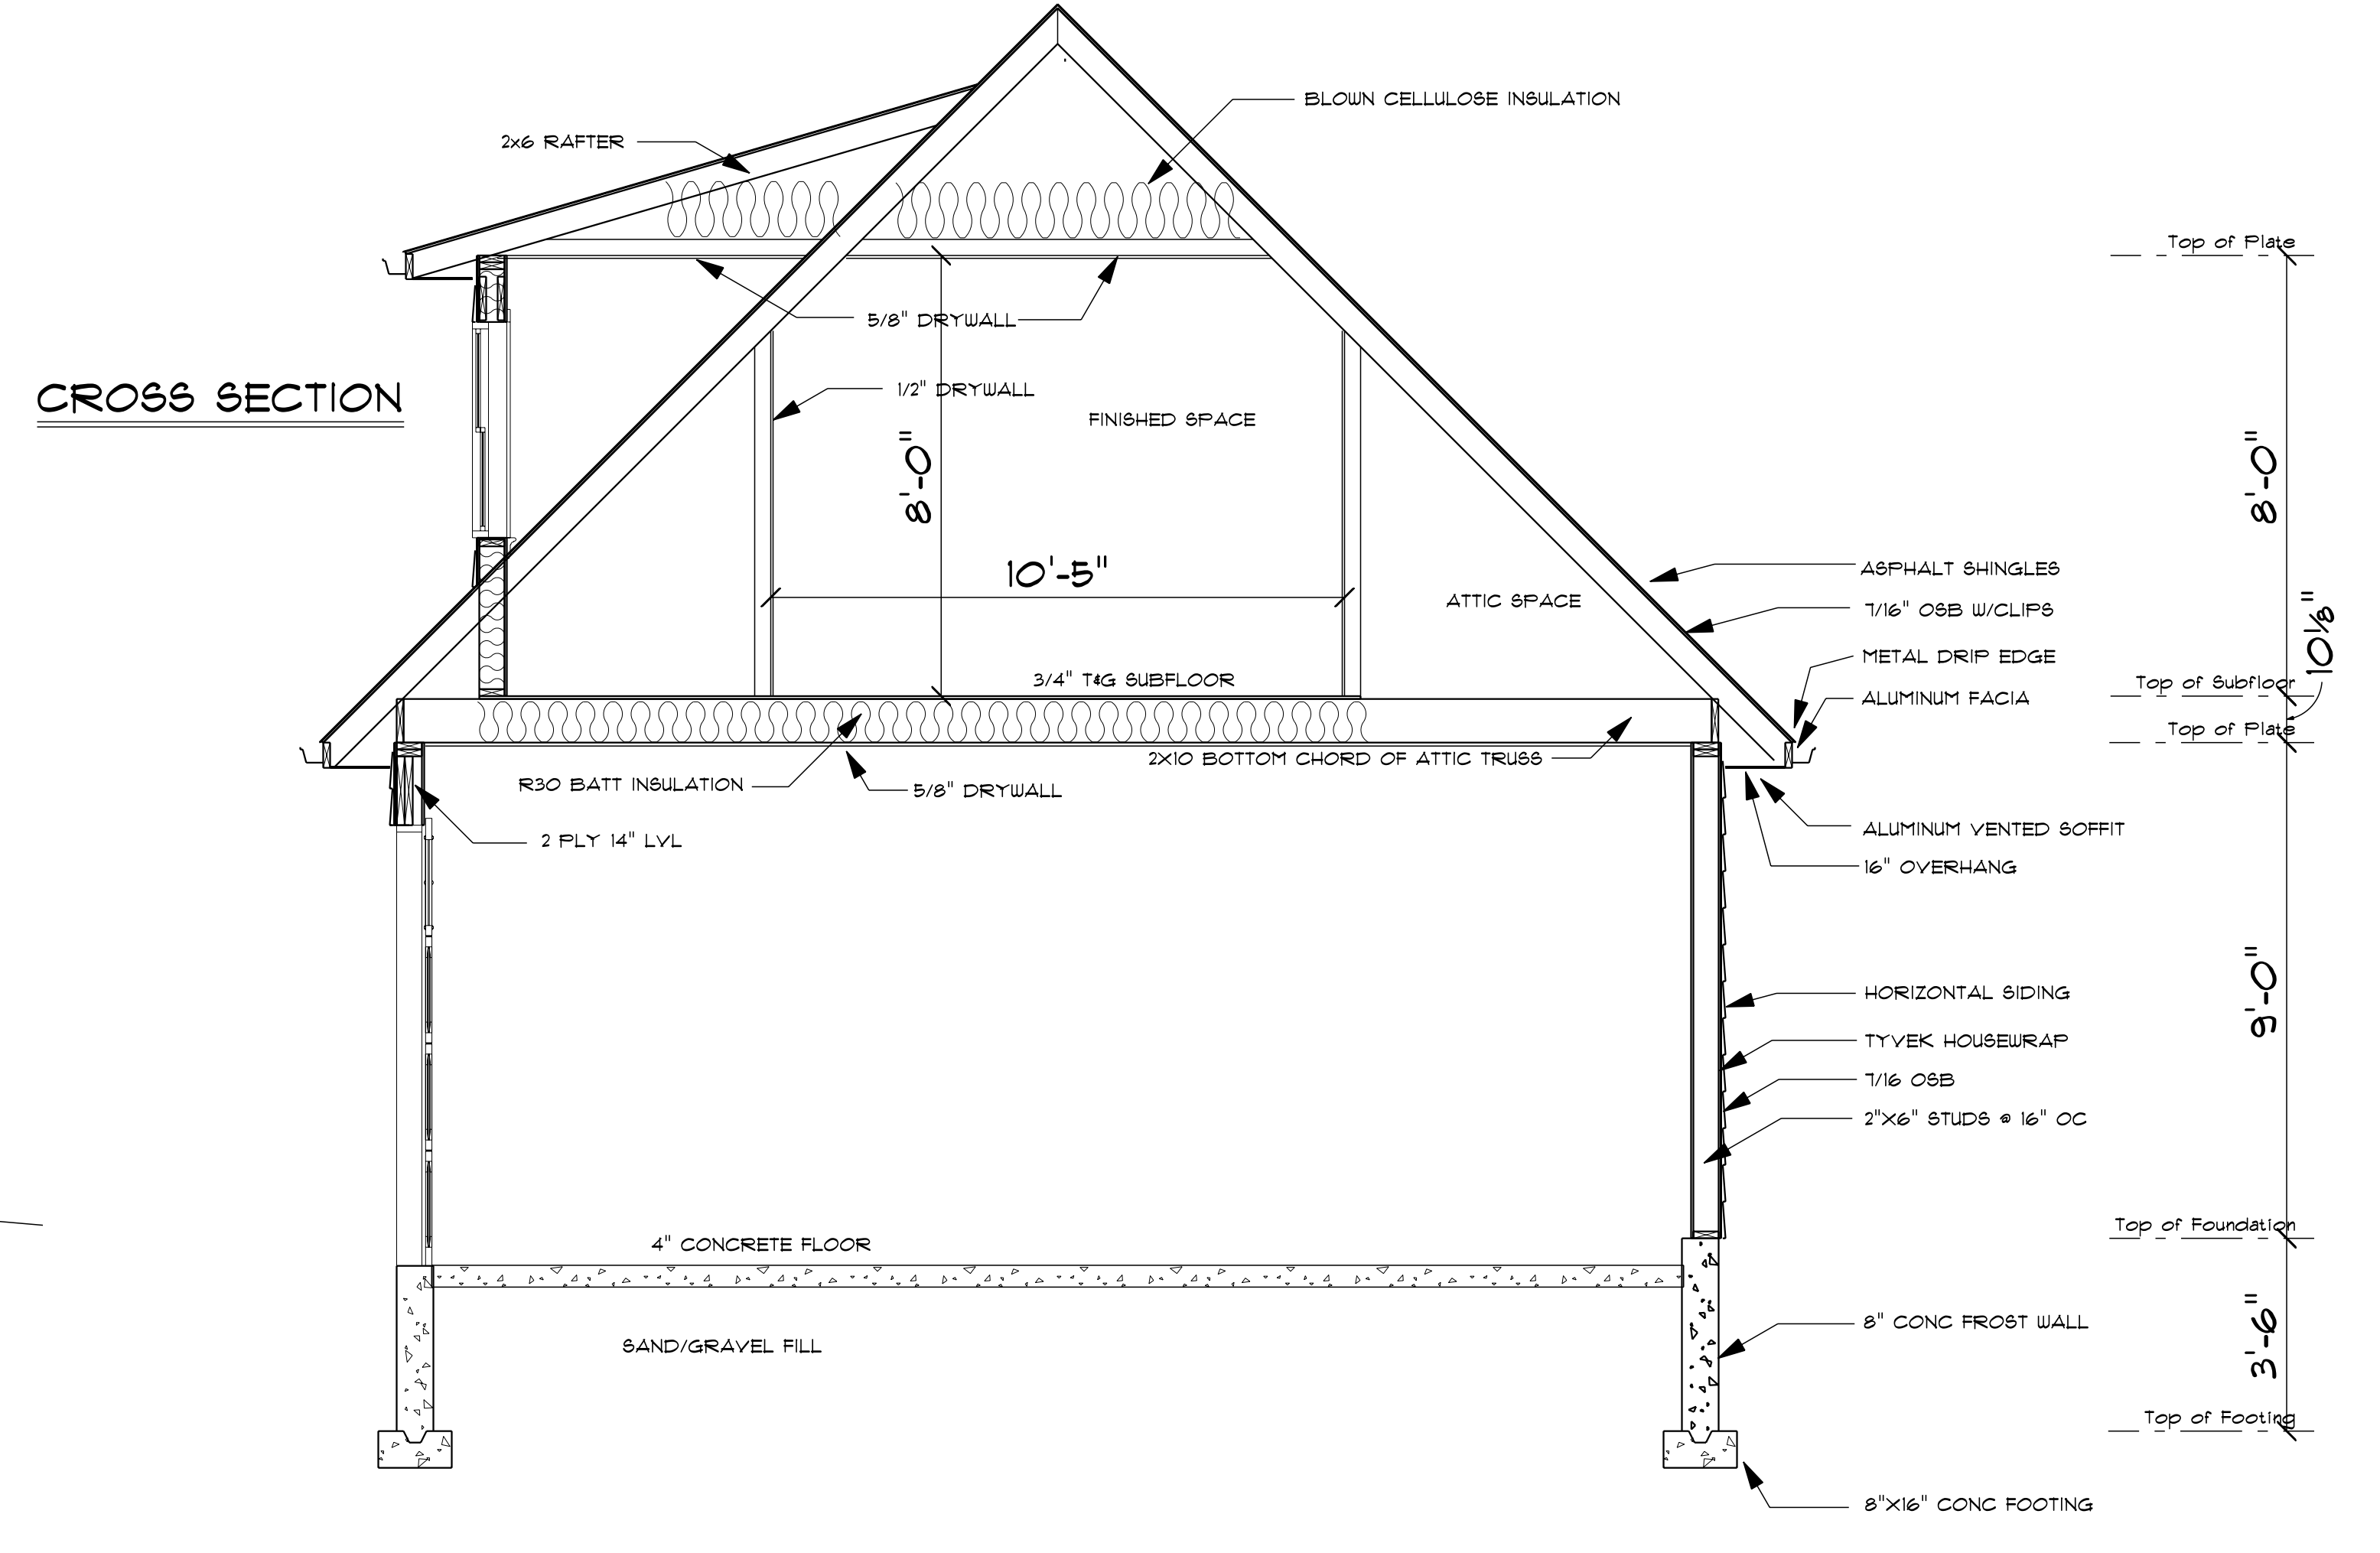 BLOWN CELLULOSE INSULATION
2x6 RAFTER
Top of Plate
5/8" DRYWALL
CROSS SECTION
1/2" DRYWALL
FINISHED SPACE
8'-0"
8'-0"
10'-5"
ASPHALT SHINGLES
ATTIC SPACE
7/16" OSB W/CLIPS
10⅛"
METAL DRIP EDGE
3/4" T&G SUBFLOOR
Top of Subfloor
ALUMINUM FACIA
Top of Plate
2X10 BOTTOM CHORD OF ATTIC TRUSS
R30 BATT INSULATION
5/8" DRYWALL
ALUMINUM VENTED SOFFIT
2 PLY 14" LVL
16" OVERHANG
HORIZONTAL SIDING
9'-0"
TYVEK HOUSEWRAP
7/16 OSB
2"X6" STUDS @ 16" OC
Top of Foundation
4" CONCRETE FLOOR
8" CONC FROST WALL
3'-6"
SAND/GRAVEL FILL
Top of Footing
8"X16" CONC FOOTING